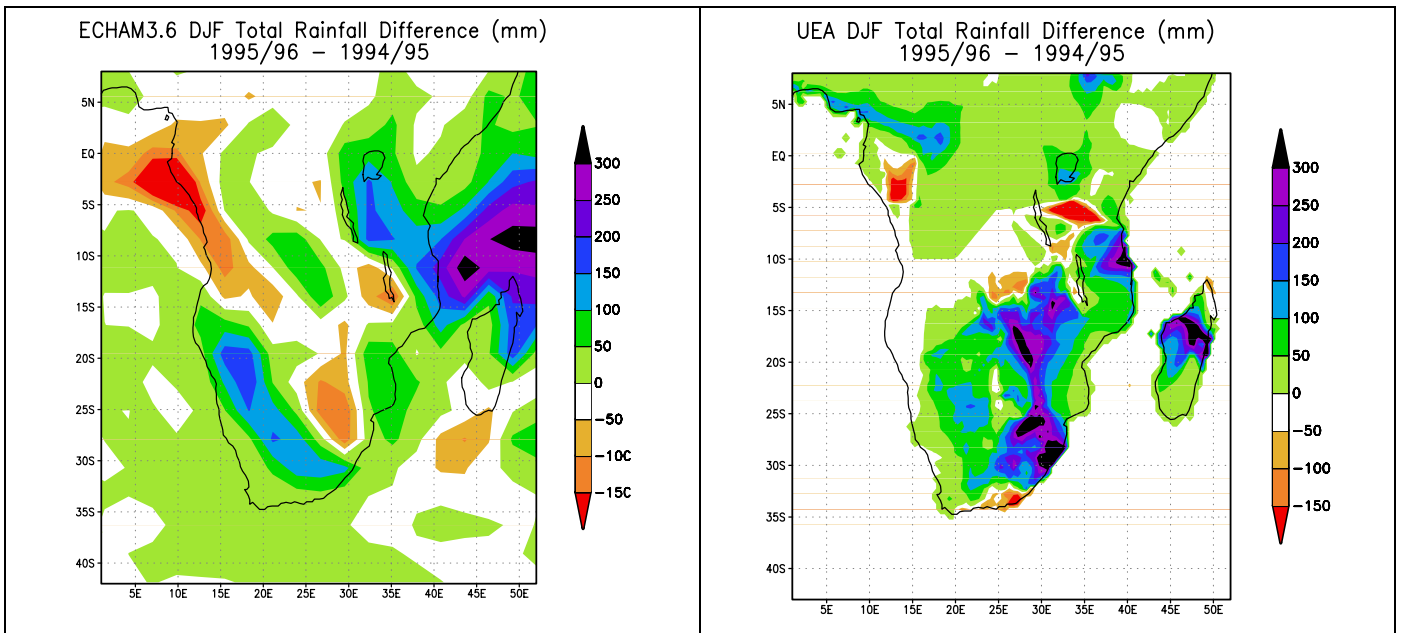 ECHAM3.6 DJF Total Rainfall Difference (mm)
1995/96 − 1994/95
5N
EQ
5S
10S
15S
20S
25S
30S
35S
40S
5E 10E 15E 20E 25E 30E 35E 40E 45E 50E
300
250
200
150
100
50
0
−50
−100
−150
UEA DJF Total Rainfall Difference (mm)
1995/96 − 1994/95
5N
EQ
5S
10S
15S
20S
25S
30S
35S
40S
5E 10E 15E 20E 25E 30E 35E 40E 45E 50E
300
250
200
150
100
50
0
−50
−100
−150